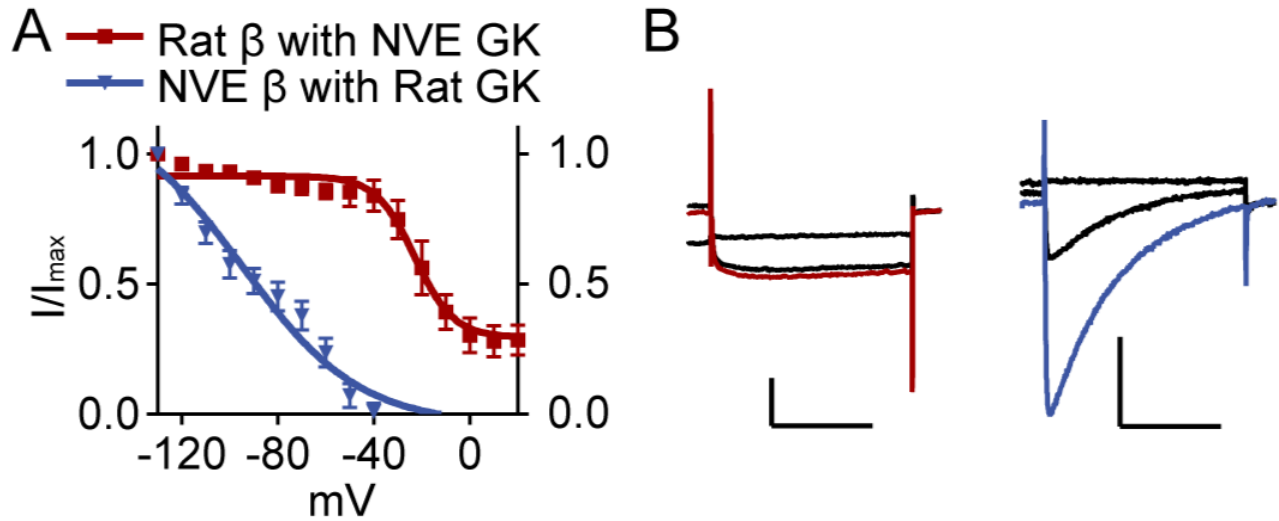 A
Rat β with NVE GK
NVE β with Rat GK
B
1.0
1.0
I/Imax
0.5
0.5
0.0
0.0
-120 -80 -40 0
mV